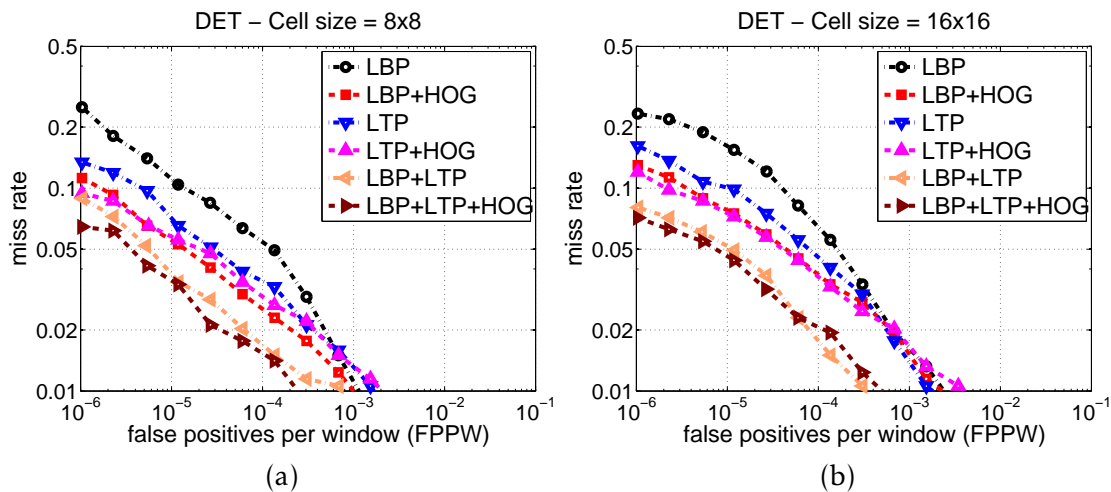 DET − Cell size = 8x8
0.5
0.2
0.1
0.05
0.02
0.01
miss rate
LBP
LBP+HOG
LTP
LTP+HOG
LBP+LTP
LBP+LTP+HOG
10⁻⁶ 10⁻⁵ 10⁻⁴ 10⁻³ 10⁻² 10⁻¹
false positives per window (FPPW)
(a)
DET − Cell size = 16x16
0.5
0.2
0.1
0.05
0.02
0.01
miss rate
LBP
LBP+HOG
LTP
LTP+HOG
LBP+LTP
LBP+LTP+HOG
10⁻⁶ 10⁻⁵ 10⁻⁴ 10⁻³ 10⁻² 10⁻¹
false positives per window (FPPW)
(b)